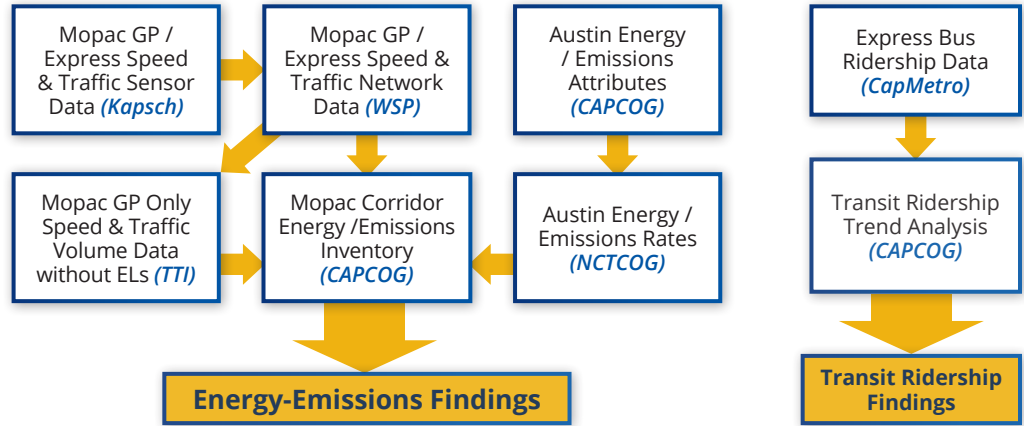 Mopac GP /
Express Speed
& Traffic Sensor
Data (Kapsch)
Mopac GP /
Express Speed &
Traffic Network
Data (WSP)
Austin Energy
/ Emissions
Attributes
(CAPCOG)
Express Bus
Ridership Data
(CapMetro)
Mopac GP Only
Speed & Traffic
Volume Data
without ELs (TTI)
Mopac Corridor
Energy /Emissions
Inventory
(CAPCOG)
Austin Energy /
Emissions Rates
(NCTCOG)
Transit Ridership
Trend Analysis
(CAPCOG)
Energy-Emissions Findings
Transit Ridership
Findings